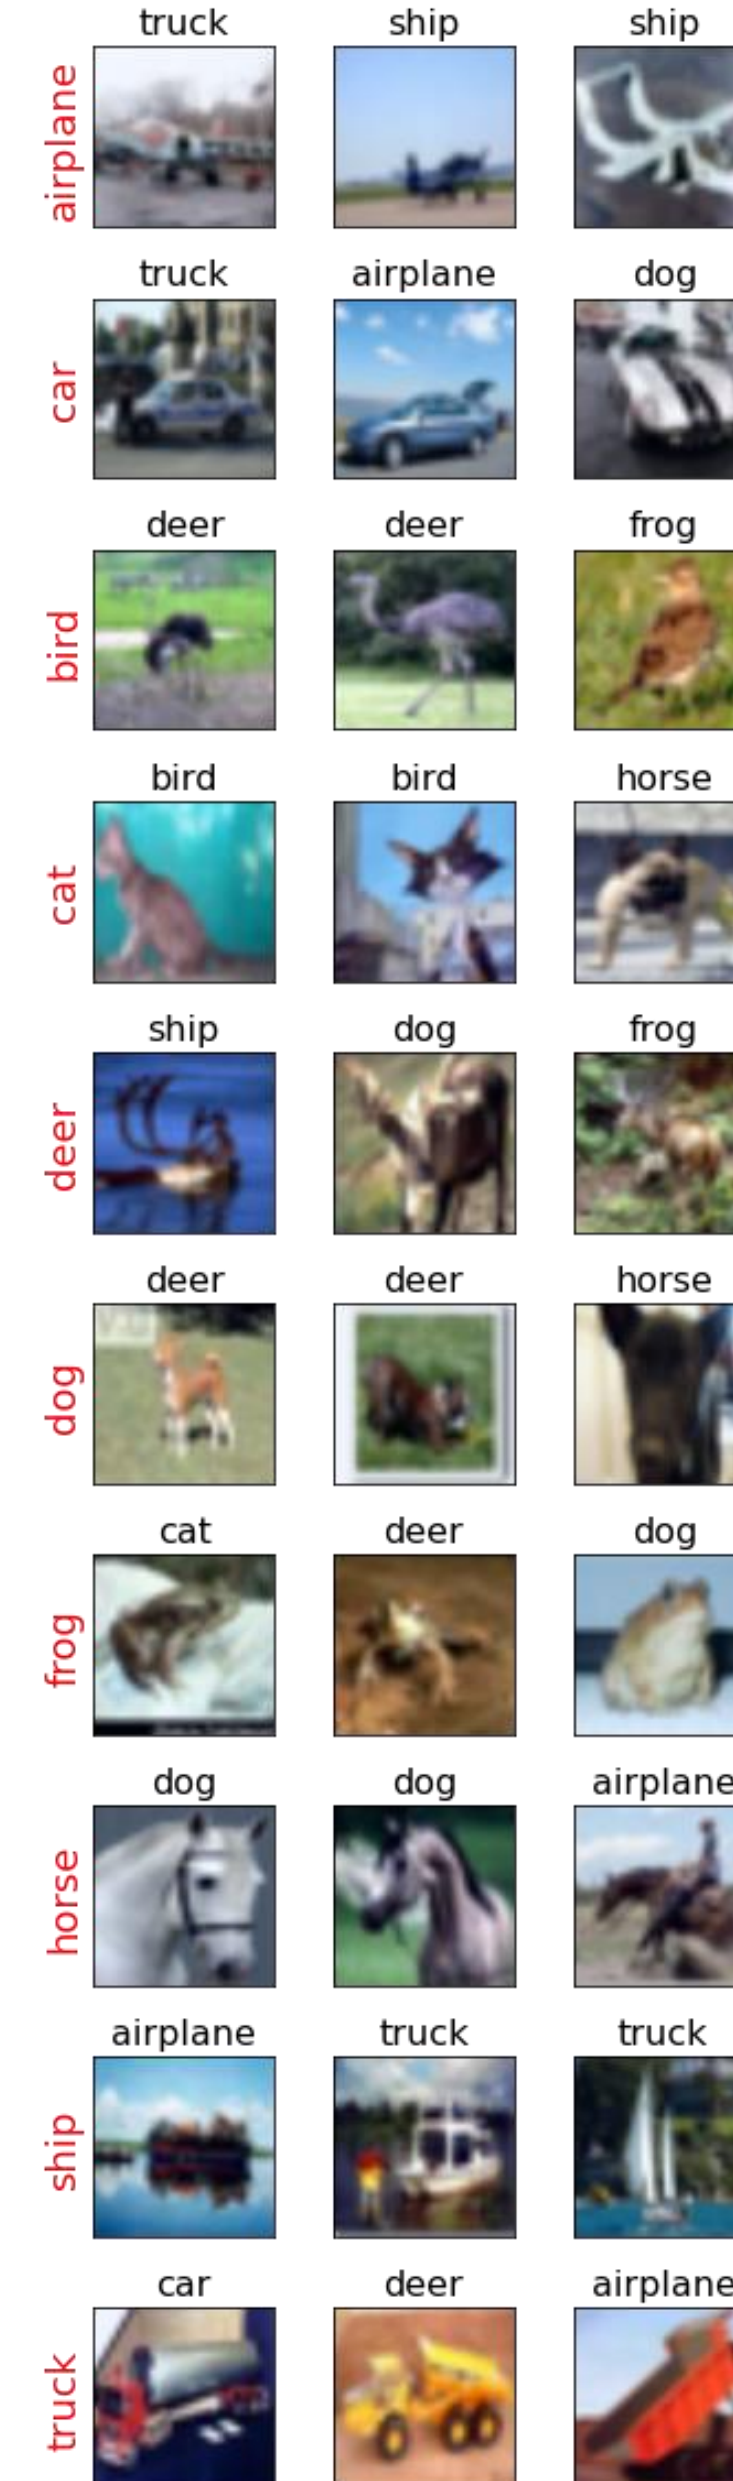 truck ship ship
airplane
truck airplane dog
car
deer deer frog
bird
bird bird horse
cat
ship dog frog
deer
deer deer horse
dog
cat deer dog
frog
dog dog airplane
horse
airplane truck truck
ship
car deer airplane
truck